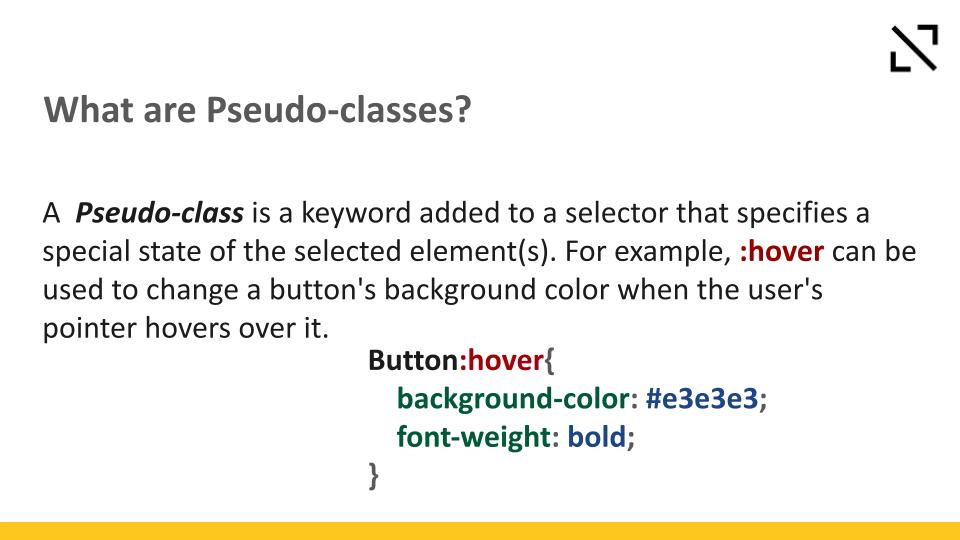 What are Pseudo-classes?
A  Pseudo-class is a keyword added to a selector that specifies a
special state of the selected element(s). For example, :hover can be
used to change a button's background color when the user's
pointer hovers over it.
Button:hover{
    background-color: #e3e3e3;
    font-weight: bold;
}